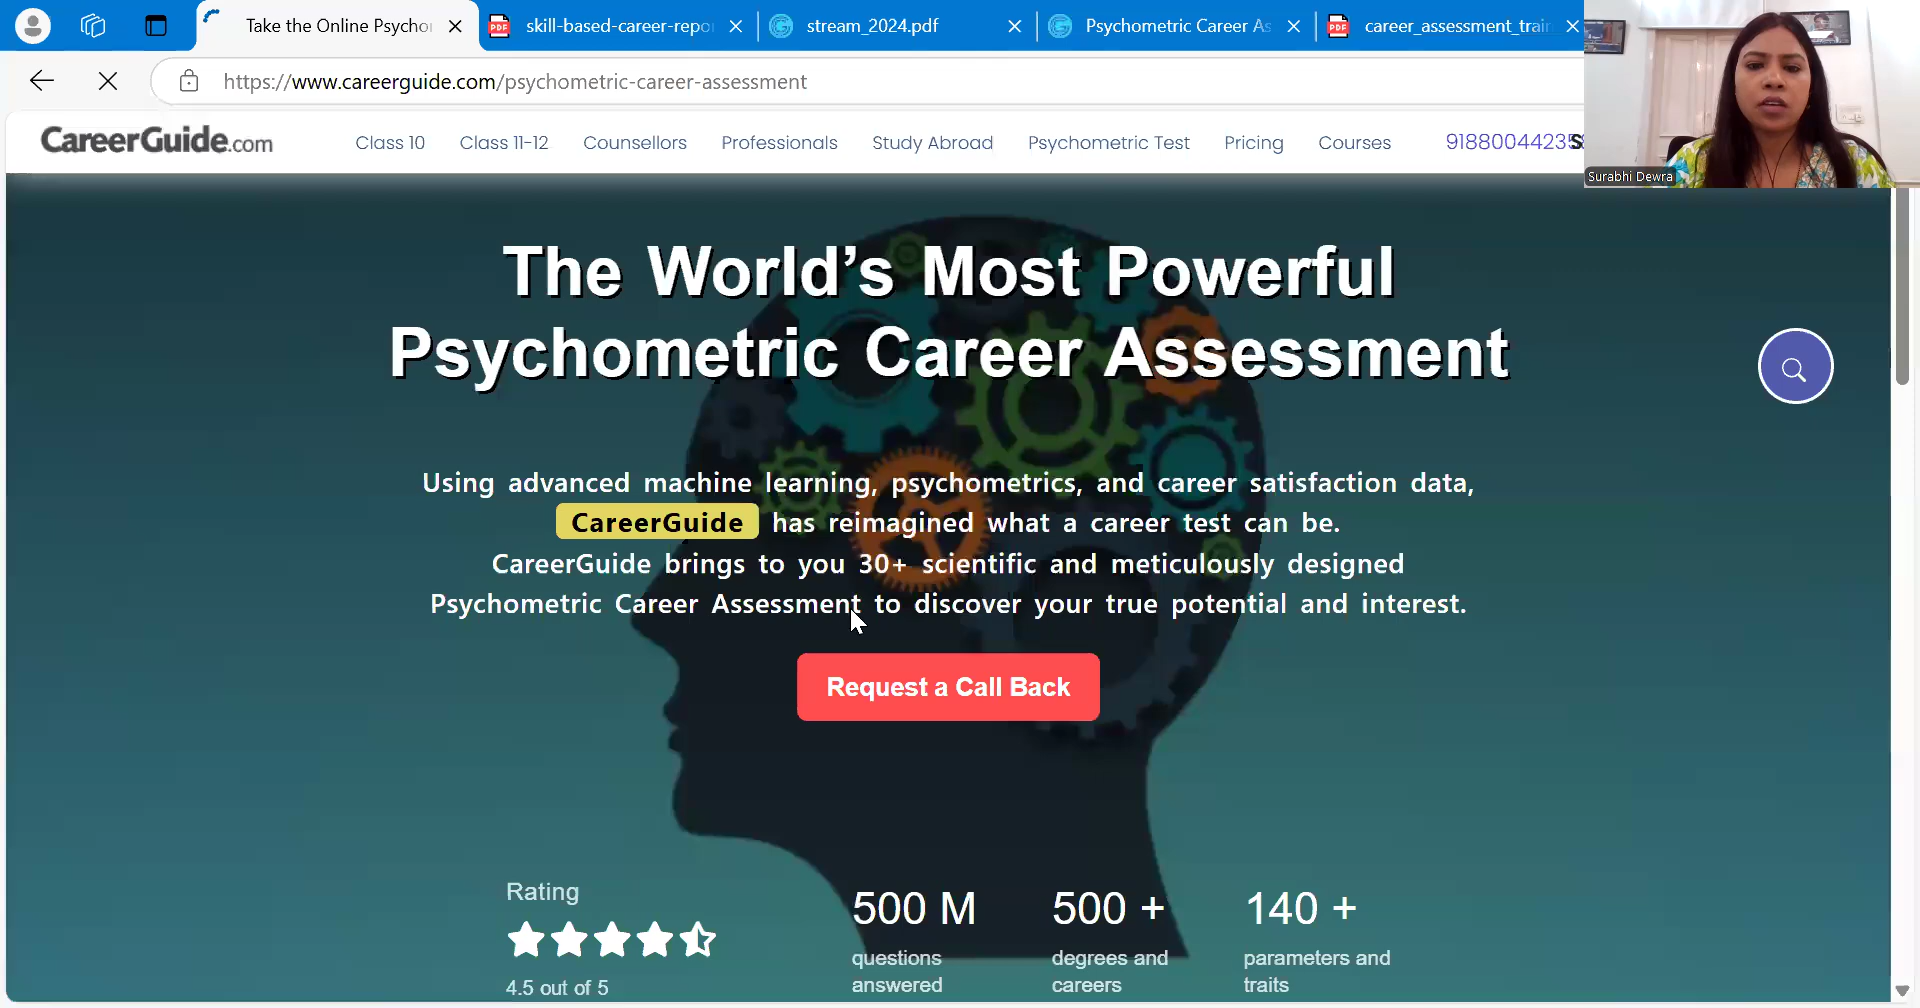 Take the Online Psycho
skill-based-career-repo
stream_2024.pdf
Psychometric Career As
career_assessment_train
https://www.careerguide.com/psychometric-career-assessment
CareerGuide.com
Class 10
Class 11-12
Counsellors
Professionals
Study Abroad
Psychometric Test
Pricing
Courses
Surabhi Dewra
The World’s Most Powerful
Psychometric Career Assessment
Using advanced machine learning, psychometrics, and career satisfaction data,
CareerGuide has reimagined what a career test can be.
CareerGuide brings to you 30+ scientific and meticulously designed
Psychometric Career Assessment to discover your true potential and interest.
Request a Call Back
Rating
4.5 out of 5
500 M
questions
answered
500 +
degrees and
careers
140 +
parameters and
traits